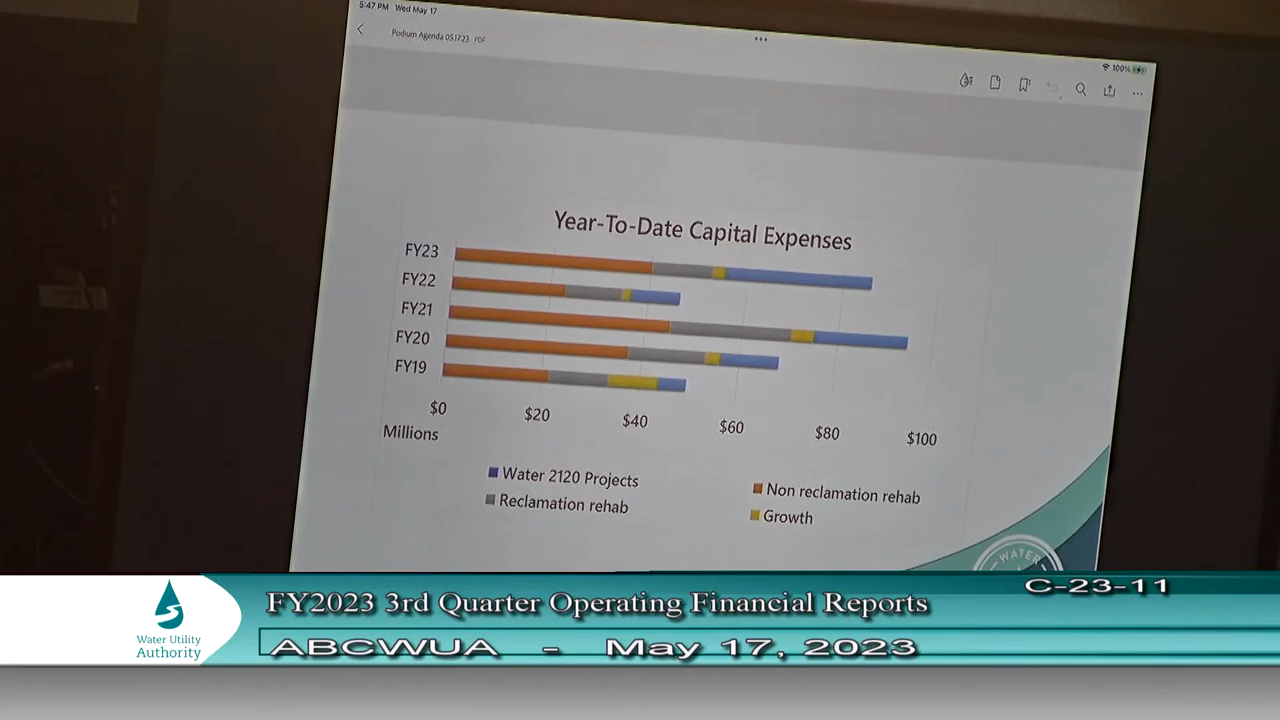 5:47 PM Wed May 17
Podium Agenda 05.17.23 PDF
100%
Year-To-Date Capital Expenses
FY23
FY22
FY21
FY20
FY19
$0 $20 $40 $60 $80 $100
Millions
Water 2120 Projects
Non reclamation rehab
Reclamation rehab
Growth
WATER
C-23-11
FY2023 3rd Quarter Operating Financial Reports
ABCWUA - May 17, 2023
Water Utility
Authority